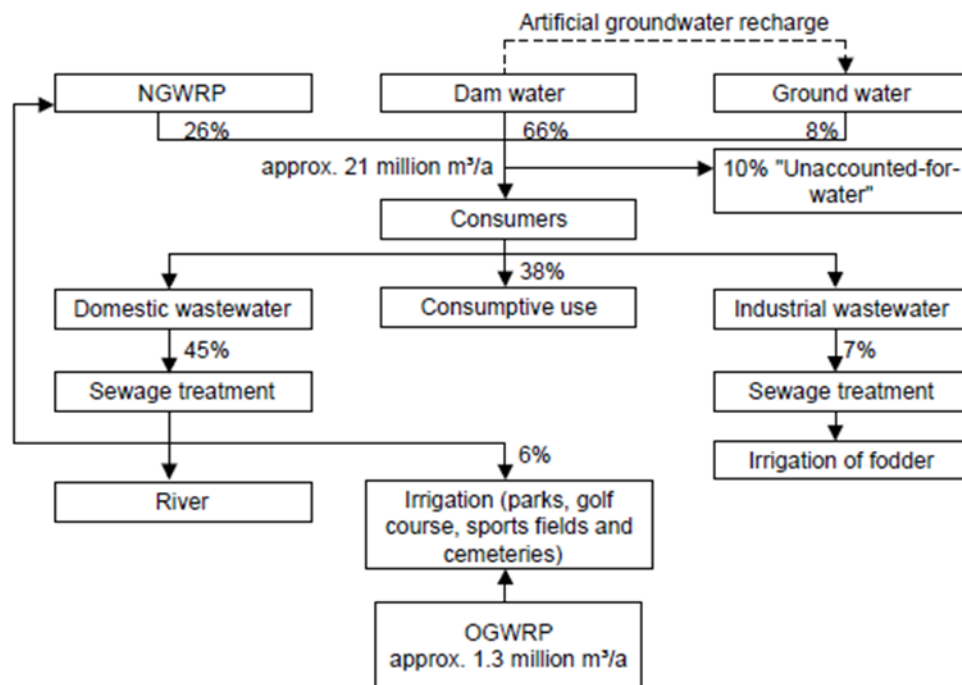 Artificial groundwater recharge
NGWRP
Dam water
Ground water
26%
66%
8%
approx. 21 million m³/a
10% "Unaccounted-for-
water"
Consumers
38%
Domestic wastewater
Consumptive use
Industrial wastewater
45%
7%
Sewage treatment
Sewage treatment
6%
Irrigation of fodder
River
Irrigation (parks, golf
course, sports fields and
cemeteries)
OGWRP
approx. 1.3 million m³/a